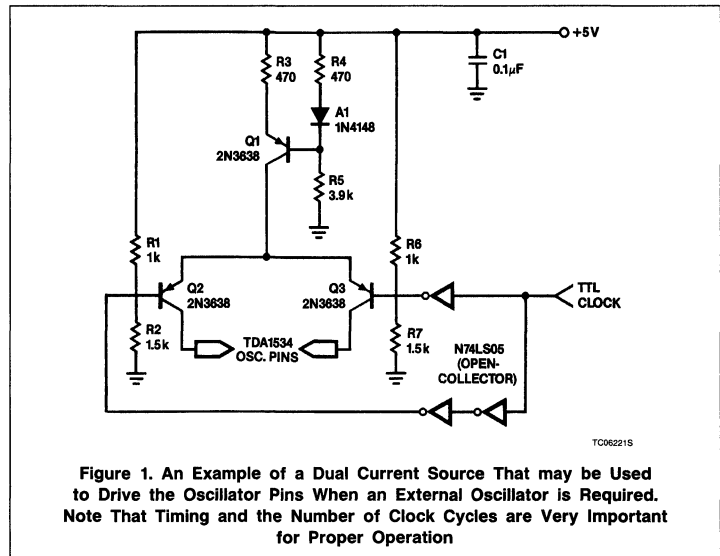 +5V
R3
470
R4
470
C1
0.1μF
A1
1N4148
Q1
2N3638
R5
3.9k
R1
1k
R6
1k
Q2
2N3638
Q3
2N3638
TTL
CLOCK
R2
1.5k
TDA1534
OSC. PINS
R7
1.5k
N74LS05
(OPEN-
COLLECTOR)
TC06221S
Figure 1. An Example of a Dual Current Source That may be Used
to Drive the Oscillator Pins When an External Oscillator is Required.
Note That Timing and the Number of Clock Cycles are Very Important
for Proper Operation